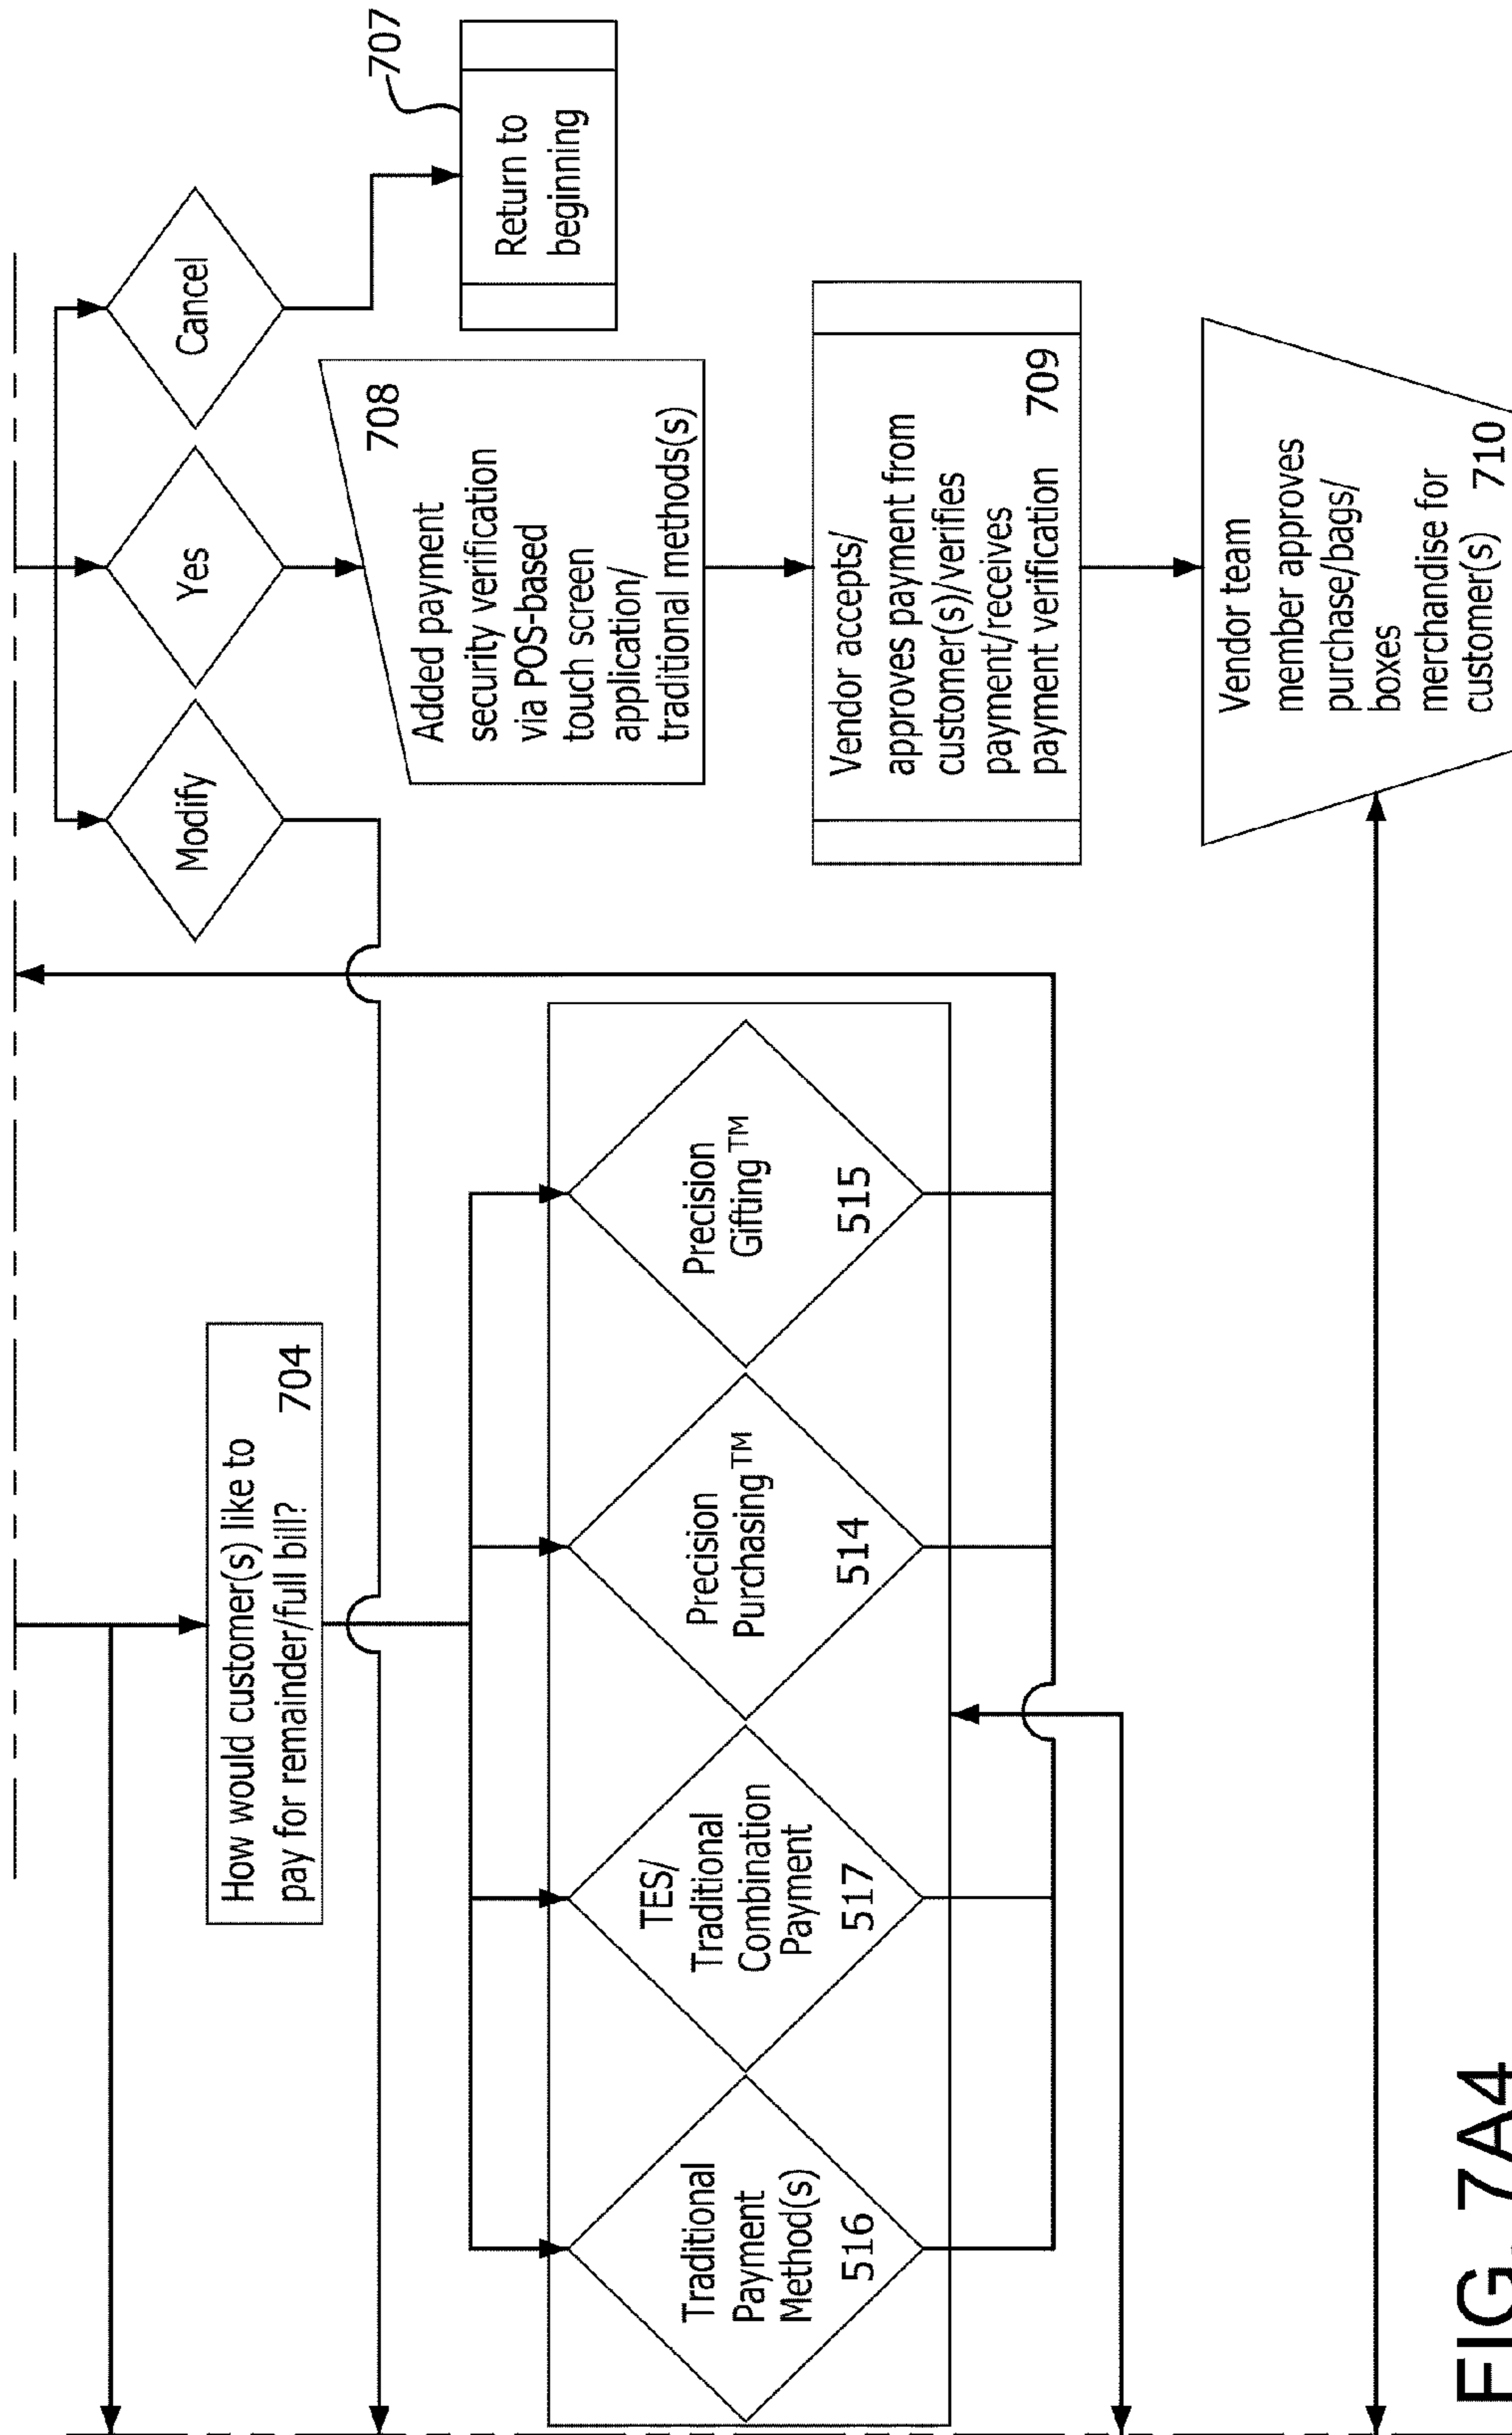 Modify
Yes
Cancel
707
Return to
beginning
708
Added payment
security verification
via POS-based
touch screen
application/
traditional methods(s)
Vendor accepts/
approves payment from
customer(s)/verifies
payment/receives
payment verification 709
Vendor team
member approves
purchase/bags/
boxes
merchandise for
customer(s) 710
How would customer(s) like to
pay for remainder/full bill? 704
Traditional
Payment
Method(s)
516
TES/
Traditional
Combination
Payment
517
Precision
Purchasing™
514
Precision
Gifting™
515
FIG. 7A4